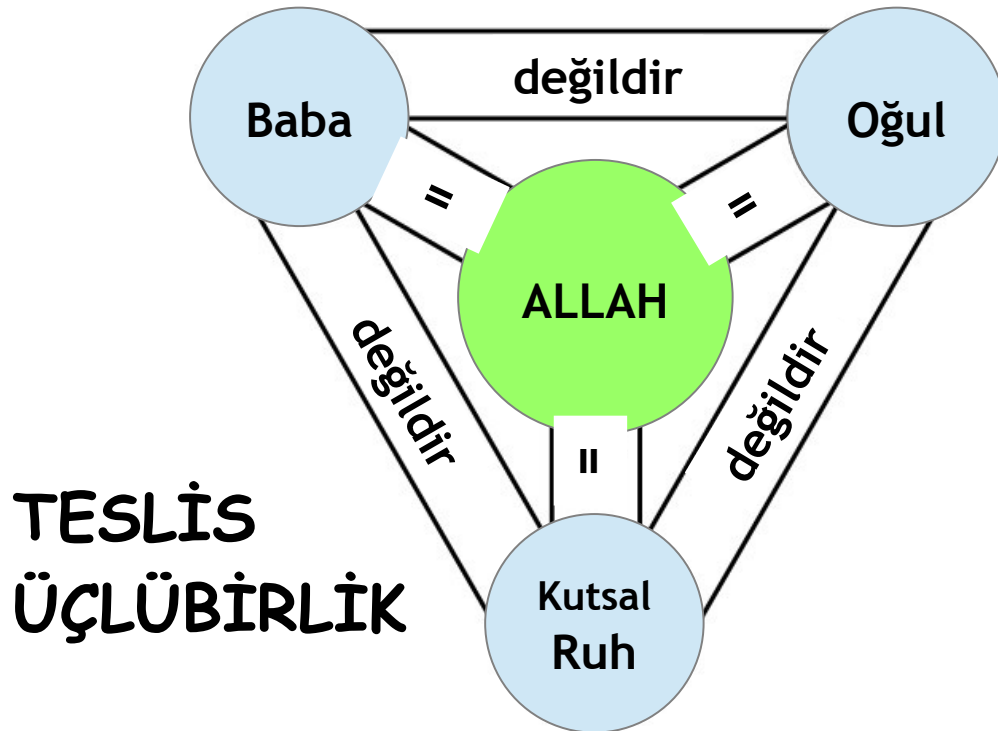 değildir
Baba
Oğul
=
=
ALLAH
değildir
değildir
=
TESLİS
ÜÇLÜBİRLİK
Kutsal
Ruh